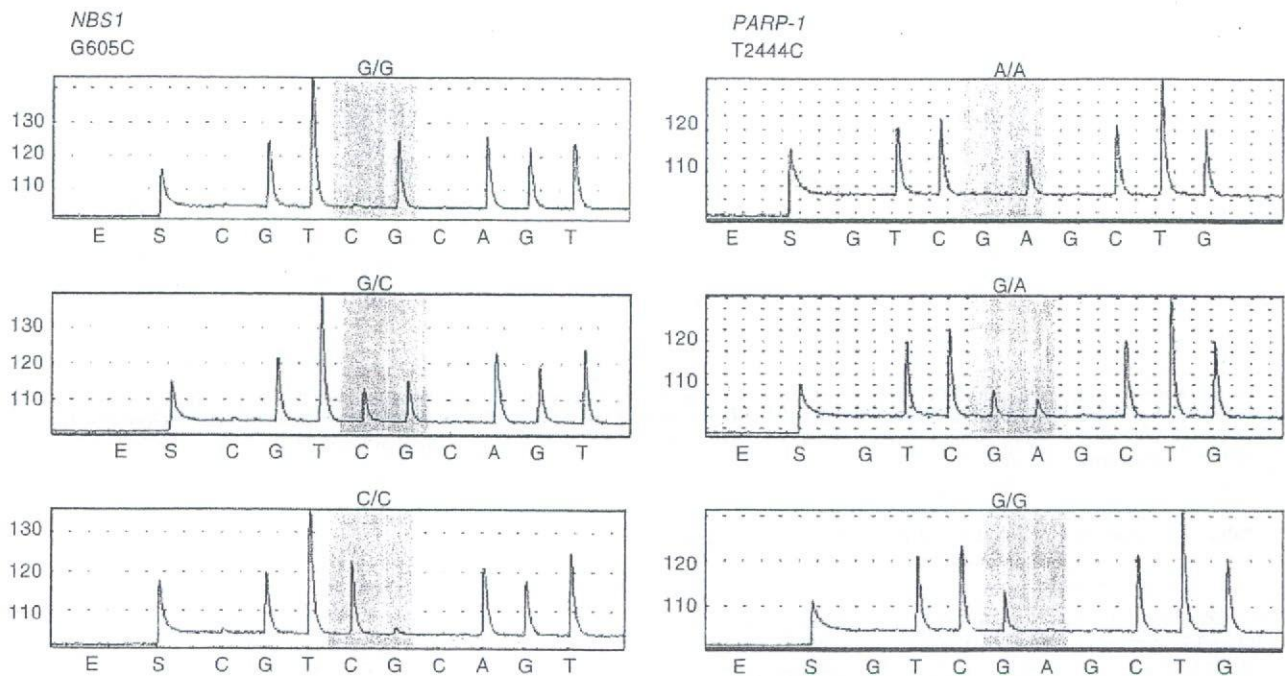 NBS1
G605C
G/G
130
120
110
E S C G T C G C A G T
G/C
130
120
110
E S C G T C G C A G T
C/C
130
120
110
E S C G T C G C A G T
PARP-1
T2444C
A/A
120
110
E S G T C G A G C T G
G/A
120
110
E S G T C G A G C T G
G/G
120
110
E S G T C G A G C T G